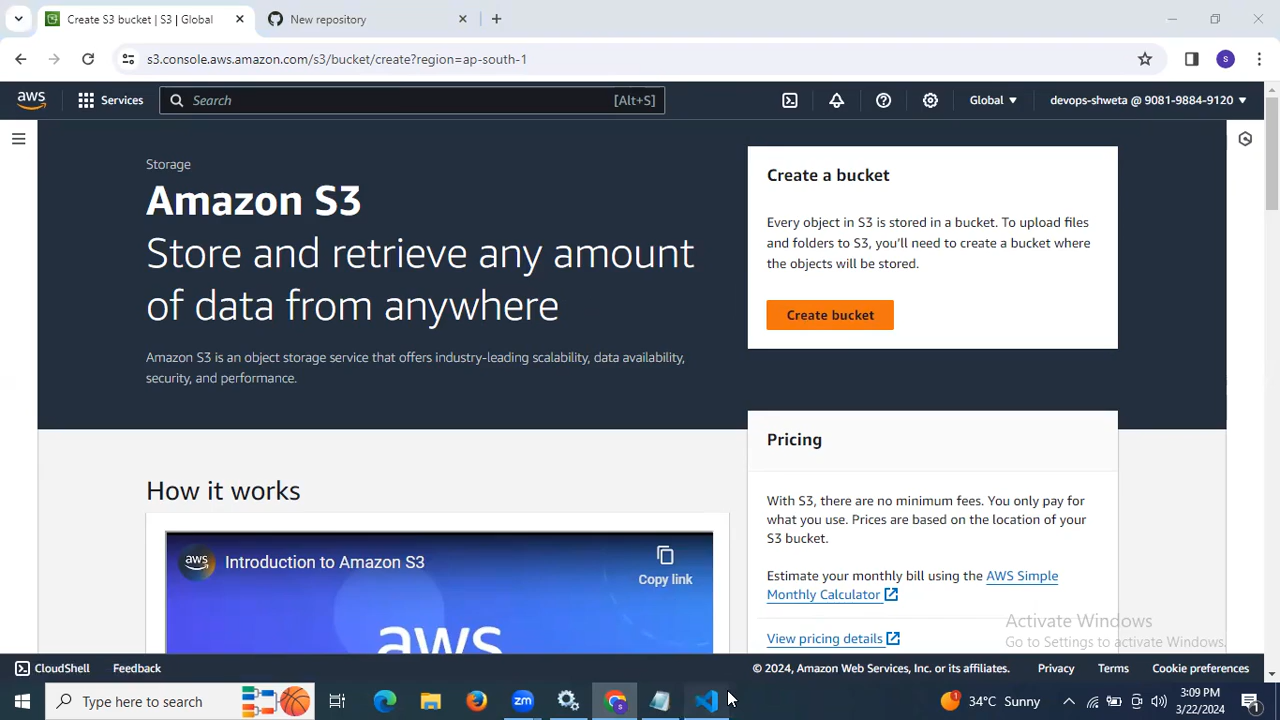 Create S3 bucket | S3 | Global
New repository
s3.console.aws.amazon.com/s3/bucket/create?region=ap-south-1
s
aws
Services
Search
[Alt+S]
Global
devops-shweta @ 9081-9884-9120
Storage
Amazon S3
Store and retrieve any amount
of data from anywhere
Amazon S3 is an object storage service that offers industry-leading scalability, data availability,
security, and performance.
Create a bucket
Every object in S3 is stored in a bucket. To upload files
and folders to S3, you'll need to create a bucket where
the objects will be stored.
Create bucket
Pricing
With S3, there are no minimum fees. You only pay for
what you use. Prices are based on the location of your
S3 bucket.
Estimate your monthly bill using the AWS Simple
Monthly Calculator
View pricing details
How it works
aws
Introduction to Amazon S3
Copy link
aws
Activate Windows
Go to Settings to activate Windows.
CloudShell
Feedback
© 2024, Amazon Web Services, Inc. or its affiliates.
Privacy
Terms
Cookie preferences
Type here to search
zm
s
1
34°C Sunny
3:09 PM
3/22/2024
1